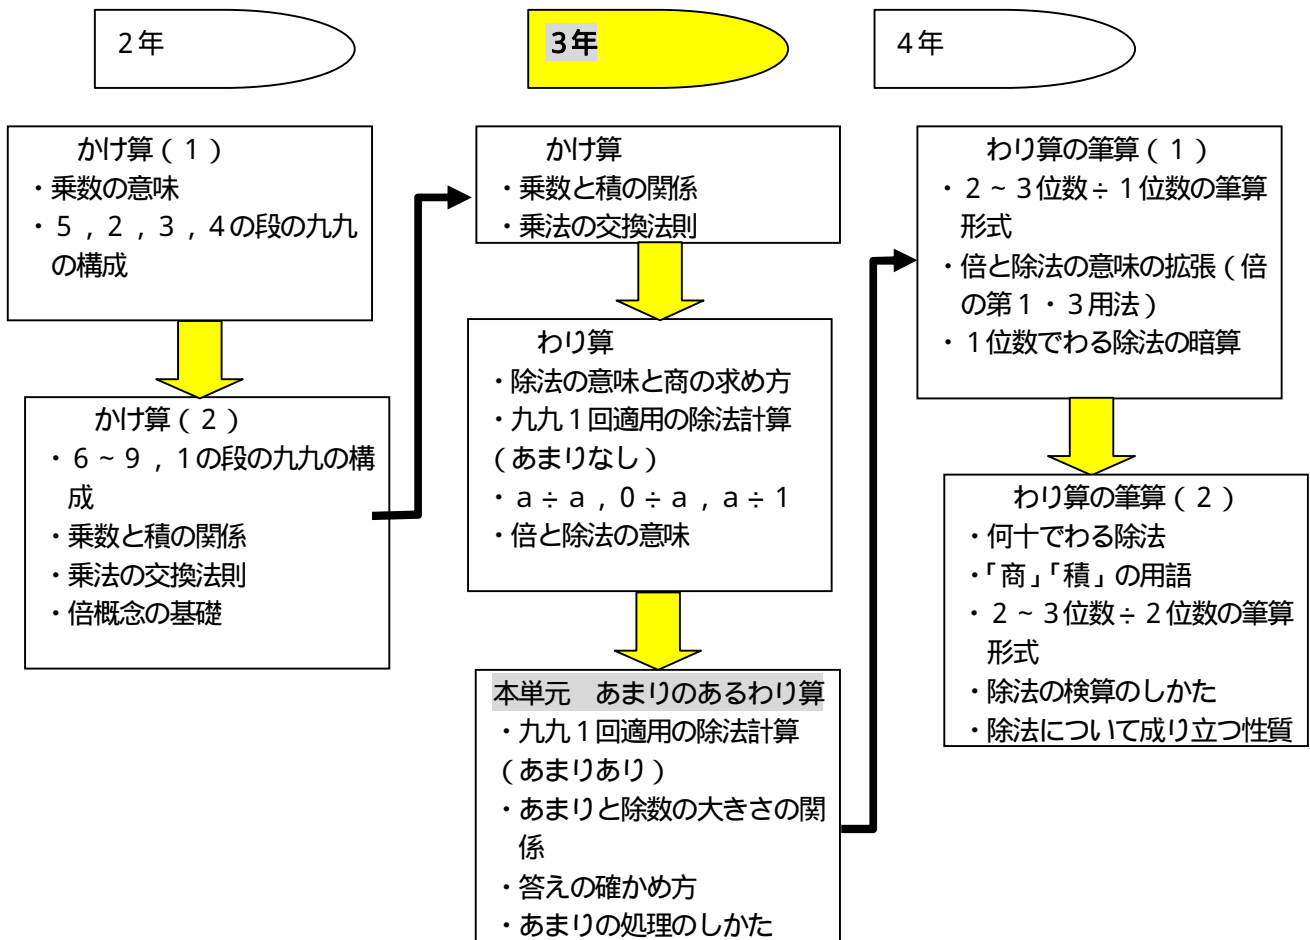 2年
3年
4年
かけ算(1)
・乗数の意味
・5,2,3,4の段の九九
の構成
かけ算(2)
・6~9,1の段の九九の構
成
・乗数と積の関係
・乗法の交換法則
・倍概念の基礎
かけ算
・乗数と積の関係
・乗法の交換法則
わり算
・除法の意味と商の求め方
・九九1回適用の除法計算
(あまりなし)
・a÷a,0÷a,a÷1
・倍と除法の意味
本単元 あまりのあるわり算
・九九1回適用の除法計算
(あまりあり)
・あまりと除数の大きさの関
係
・答えの確かめ方
・あまりの処理のしかた
わり算の筆算(1)
・2~3位数÷1位数の筆算
形式
・倍と除法の意味の拡張(倍
の第1・3用法)
・1位数でわる除法の暗算
わり算の筆算(2)
・何十でわる除法
・「商」「積」の用語
・2~3位数÷2位数の筆算
形式
・除法の検算のしかた
・除法について成り立つ性質